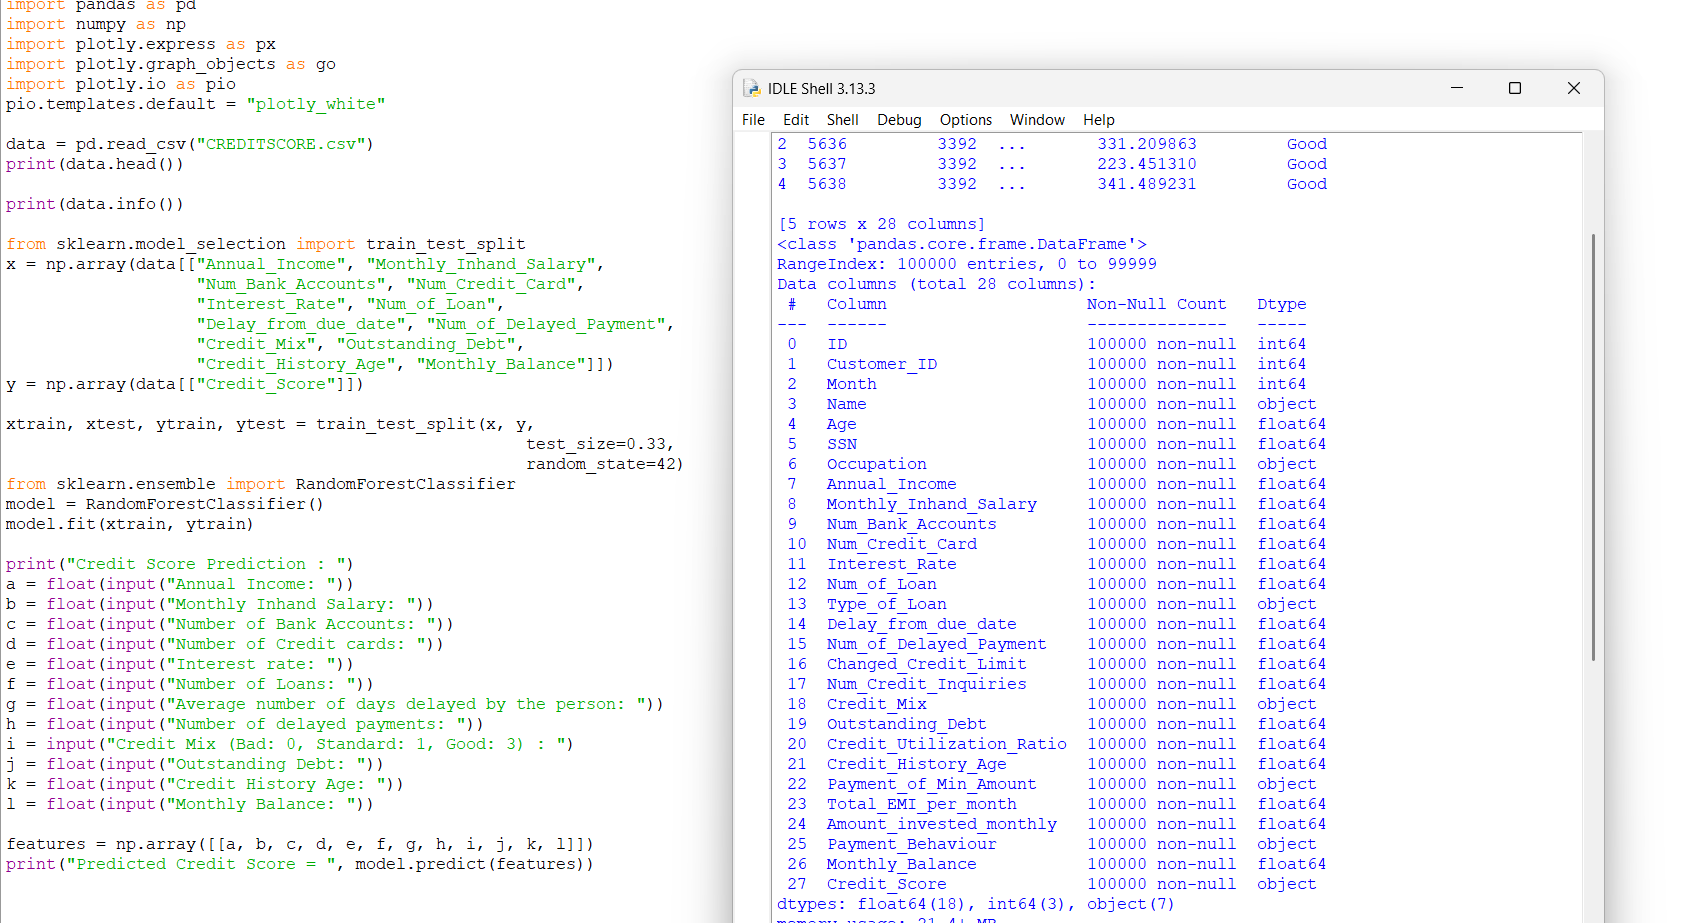 import pandas as pd
import numpy as np
import plotly.express as px
import plotly.graph_objects as go
import plotly.io as pio
pio.templates.default = "plotly_white"
data = pd.read_csv("CREDITSCORE.csv")
print(data.head())
print(data.info())
from sklearn.model_selection import train_test_split
x = np.array(data[["Annual_Income", "Monthly_Inhand_Salary",
"Num_Bank_Accounts", "Num_Credit_Card",
"Interest_Rate", "Num_of_Loan",
"Delay_from_due_date", "Num_of_Delayed_Payment",
"Credit_Mix", "Outstanding_Debt",
"Credit_History_Age", "Monthly_Balance"]])
y = np.array(data[["Credit_Score"]])
xtrain, xtest, ytrain, ytest = train_test_split(x, y,
test_size=0.33,
random_state=42)
from sklearn.ensemble import RandomForestClassifier
model = RandomForestClassifier()
model.fit(xtrain, ytrain)
print("Credit Score Prediction : ")
a = float(input("Annual Income: "))
b = float(input("Monthly Inhand Salary: "))
c = float(input("Number of Bank Accounts: "))
d = float(input("Number of Credit cards: "))
e = float(input("Interest rate: "))
f = float(input("Number of Loans: "))
g = float(input("Average number of days delayed by the person: "))
h = float(input("Number of delayed payments: "))
i = input("Credit Mix (Bad: 0, Standard: 1, Good: 3) : ")
j = float(input("Outstanding Debt: "))
k = float(input("Credit History Age: "))
l = float(input("Monthly Balance: "))
features = np.array([[a, b, c, d, e, f, g, h, i, j, k, l]])
print("Predicted Credit Score = ", model.predict(features))
IDLE Shell 3.13.3
File Edit Shell Debug Options Window Help
2 5636 3392 ... 331.209863 Good
3 5637 3392 ... 223.451310 Good
4 5638 3392 ... 341.489231 Good
[5 rows x 28 columns]
<class 'pandas.core.frame.DataFrame'>
RangeIndex: 100000 entries, 0 to 99999
Data columns (total 28 columns):
# Column Non-Null Count Dtype
--- ------ -------------- -----
0 ID 100000 non-null int64
1 Customer_ID 100000 non-null int64
2 Month 100000 non-null int64
3 Name 100000 non-null object
4 Age 100000 non-null float64
5 SSN 100000 non-null float64
6 Occupation 100000 non-null object
7 Annual_Income 100000 non-null float64
8 Monthly_Inhand_Salary 100000 non-null float64
9 Num_Bank_Accounts 100000 non-null float64
10 Num_Credit_Card 100000 non-null float64
11 Interest_Rate 100000 non-null float64
12 Num_of_Loan 100000 non-null float64
13 Type_of_Loan 100000 non-null object
14 Delay_from_due_date 100000 non-null float64
15 Num_of_Delayed_Payment 100000 non-null float64
16 Changed_Credit_Limit 100000 non-null float64
17 Num_Credit_Inquiries 100000 non-null float64
18 Credit_Mix 100000 non-null object
19 Outstanding_Debt 100000 non-null float64
20 Credit_Utilization_Ratio 100000 non-null float64
21 Credit_History_Age 100000 non-null float64
22 Payment_of_Min_Amount 100000 non-null object
23 Total_EMI_per_month 100000 non-null float64
24 Amount_invested_monthly 100000 non-null float64
25 Payment_Behaviour 100000 non-null object
26 Monthly_Balance 100000 non-null float64
27 Credit_Score 100000 non-null object
dtypes: float64(18), int64(3), object(7)
memory usage: 21.4+ MB